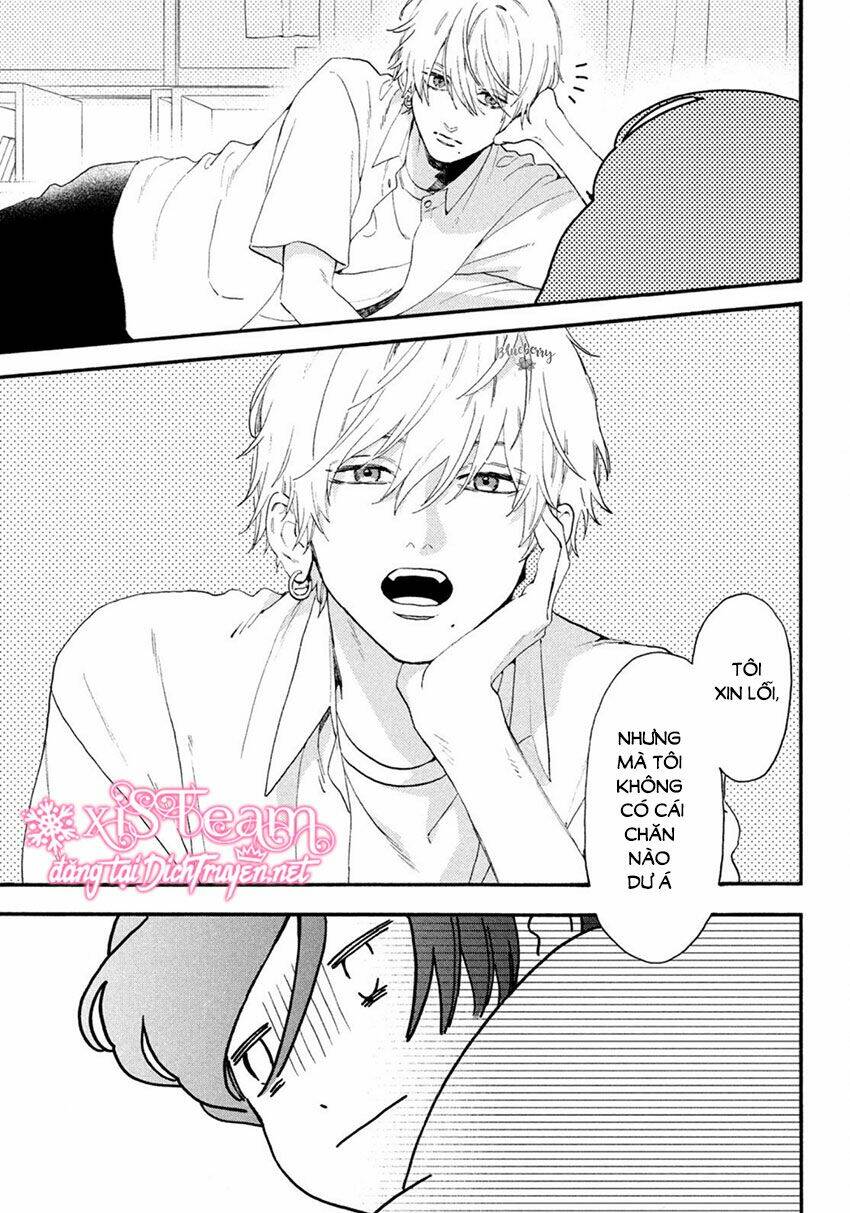 Blueberry
TÔI
XIN LỖI,
NHƯNG
MÀ TÔI
KHÔNG
CÓ CÁI
CHĂN
NÀO
DƯ Á
xISTeam
đăng tại DichTruyen.net